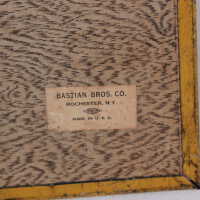 BASTIAN BROS. CO.
ROCHESTER, N.Y.
MADE IN U.S.A.